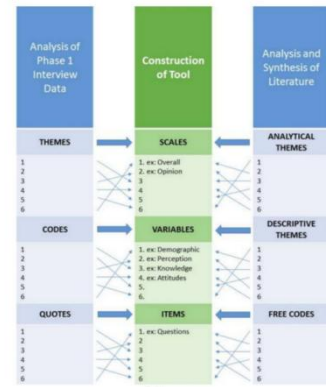 Analysis of
Phase 1
Interview
Data
Construction
of Tool
Analysis and
Synthesis of
Literature
THEMES
SCALES
ANALYTICAL
THEMES
1
2
3
4
5
6
1. ex: Overall
2. ex: Opinion
3
4
5
6
1
2
3
4
5
6
CODES
VARIABLES
DESCRIPTIVE
THEMES
1
2
3
4
5
6
1. ex: Demographic
2. ex: Perception
3. ex: Knowledge
4. ex: Attitudes
5.
6.
1
2
3
4
5
6
QUOTES
ITEMS
FREE CODES
1
2
3
4
5
6
1. ex: Questions
2
3
4
5
6
1
2
3
4
5
6